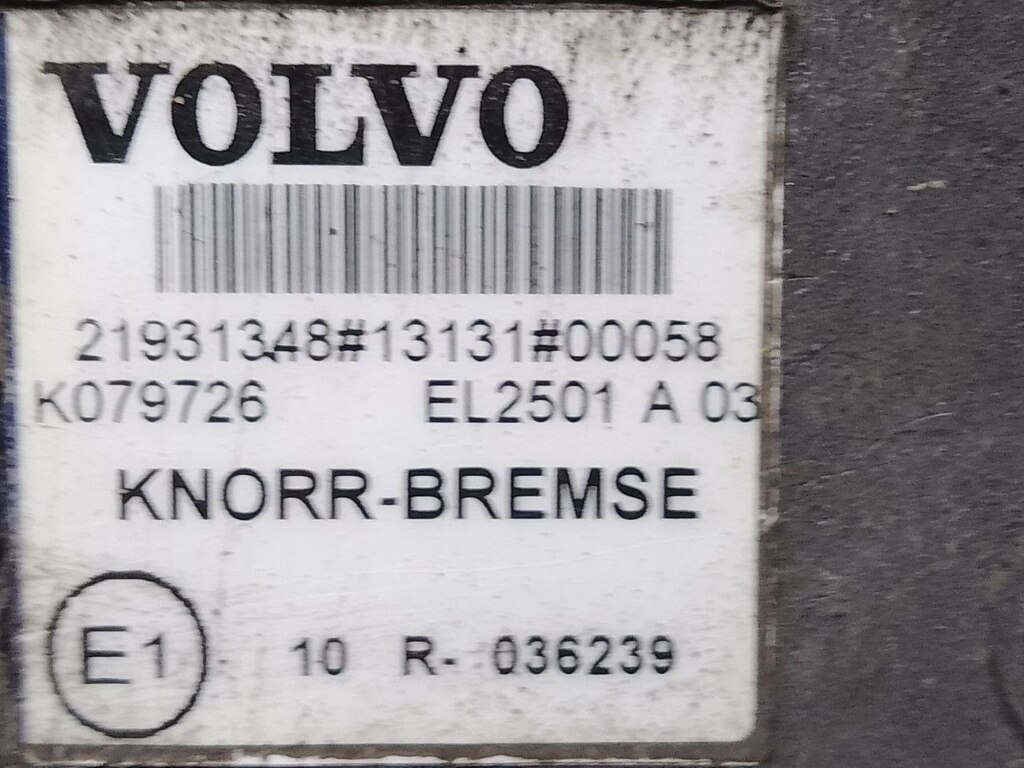 VOLVO
21931348#13131#00058
K079726 EL2501 A 03
KNORR-BREMSE
E1 10 R- 036239